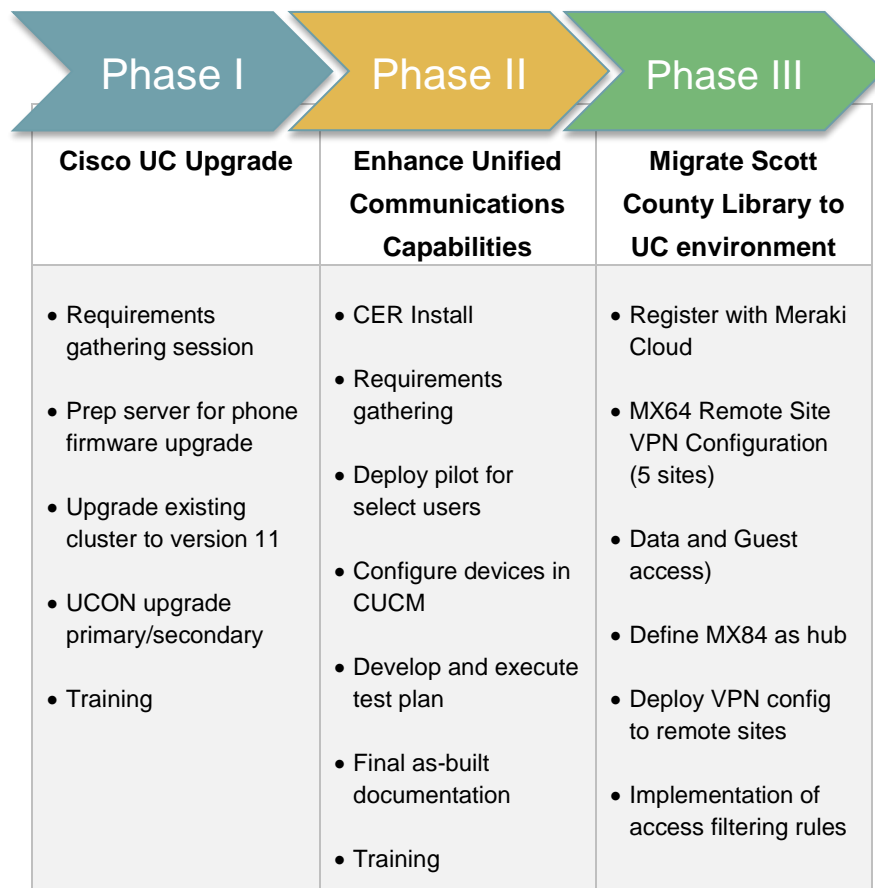 Phase I
Phase II
Phase III
Cisco UC Upgrade
Enhance Unified
Communications
Capabilities
Migrate Scott
County Library to
UC environment
• Requirements
gathering session
• Prep server for phone
firmware upgrade
• Upgrade existing
cluster to version 11
• UCON upgrade
primary/secondary
• Training
• CER Install
• Requirements
gathering
• Deploy pilot for
select users
• Configure devices in
CUCM
• Develop and execute
test plan
• Final as-built
documentation
• Training
• Register with Meraki
Cloud
• MX64 Remote Site
VPN Configuration
(5 sites)
• Data and Guest
access)
• Define MX84 as hub
• Deploy VPN config
to remote sites
• Implementation of
access filtering rules